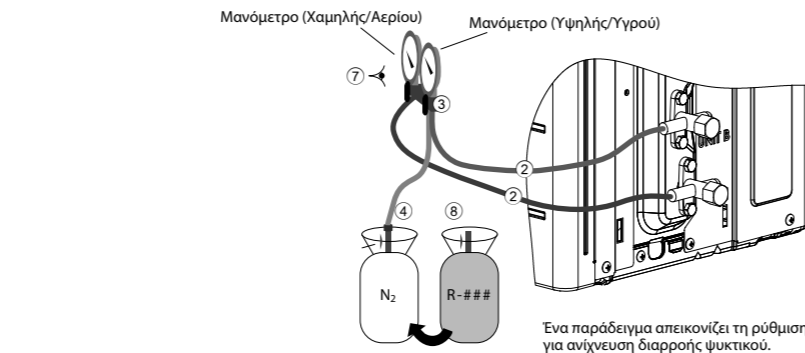 Μανόμετρο (Χαμηλής/Αερίου)
Μανόμετρο (Υψηλής/Υγρού)
⑦
③
②
②
UNIT B
④
⑧
N₂
R-###
Ένα παράδειγμα απεικονίζει τη ρύθμιση
για ανίχνευση διαρροής ψυκτικού.